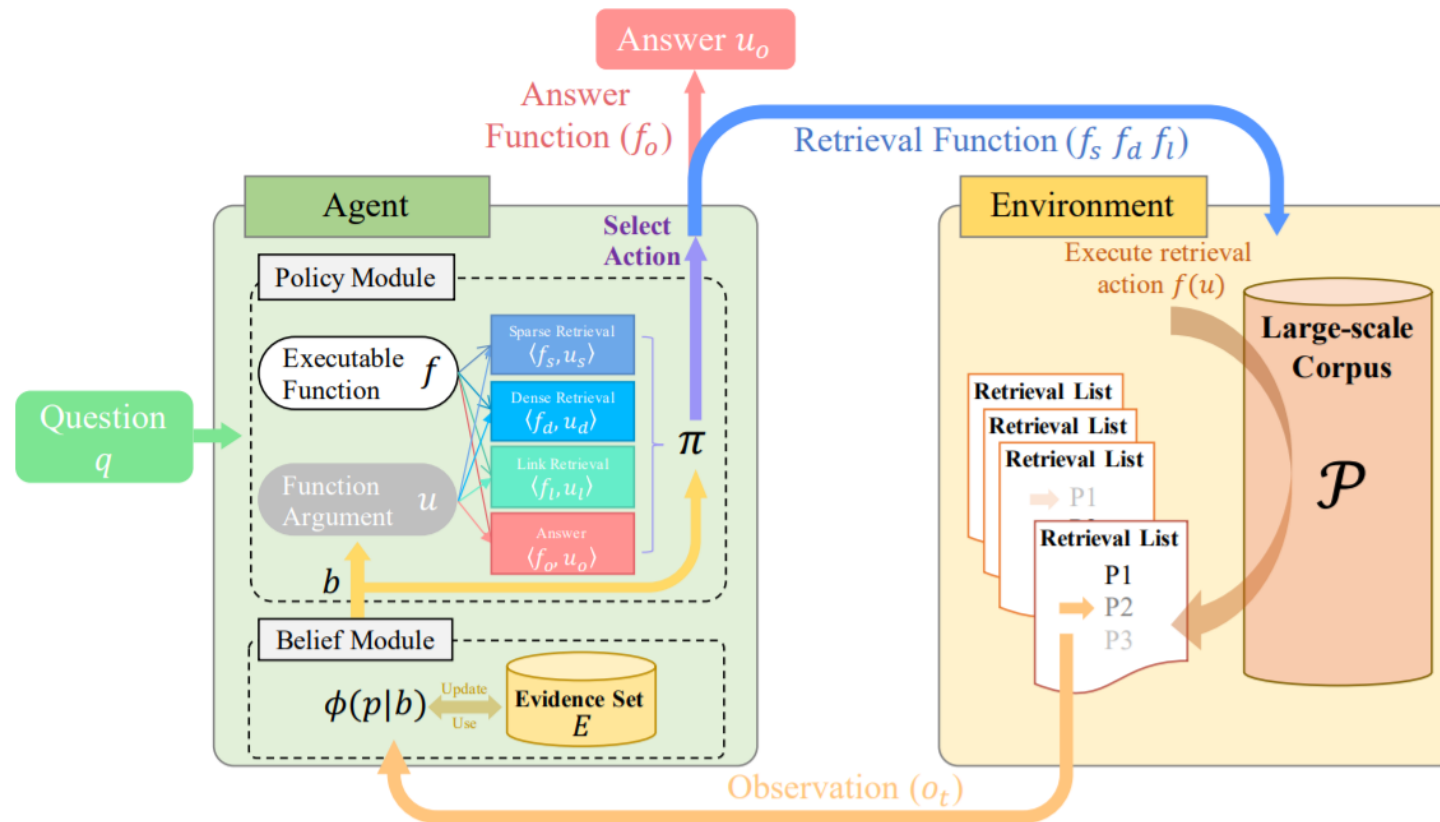 Answer u_o
Answer
Function (f_o)
Retrieval Function (f_s f_d f_l)
Agent
Environment
Select
Action
Policy Module
Executable
Function f
Function
Argument u
Sparse Retrieval
⟨f_s, u_s⟩
Dense Retrieval
⟨f_d, u_d⟩
Link Retrieval
⟨f_l, u_l⟩
Answer
⟨f_o, u_o⟩
π
Question
q
b
Belief Module
ϕ(p|b)
Update
Use
Evidence Set
E
Execute retrieval
action f(u)
Large-scale
Corpus
𝒫
Retrieval List
Retrieval List
Retrieval List
P1
Retrieval List
P1
P2
P3
Observation (o_t)